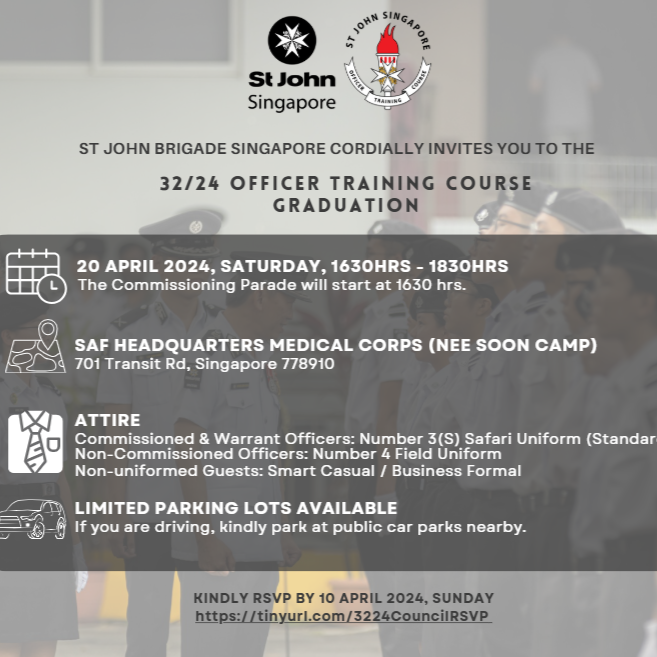 St John
Singapore
ST JOHN SINGAPORE
OFFICER TRAINING COURSE
ST JOHN BRIGADE SINGAPORE CORDIALLY INVITES YOU TO THE
32/24 OFFICER TRAINING COURSE
GRADUATION
20 APRIL 2024, SATURDAY, 1630HRS - 1830HRS
The Commissioning Parade will start at 1630 hrs.
SAF HEADQUARTERS MEDICAL CORPS (NEE SOON CAMP)
701 Transit Rd, Singapore 778910
ATTIRE
Commissioned & Warrant Officers: Number 3(S) Safari Uniform (Standar
Non-Commissioned Officers: Number 4 Field Uniform
Non-uniformed Guests: Smart Casual / Business Formal
LIMITED PARKING LOTS AVAILABLE
If you are driving, kindly park at public car parks nearby.
KINDLY RSVP BY 10 APRIL 2024, SUNDAY
https://tinyurl.com/3224CouncilRSVP